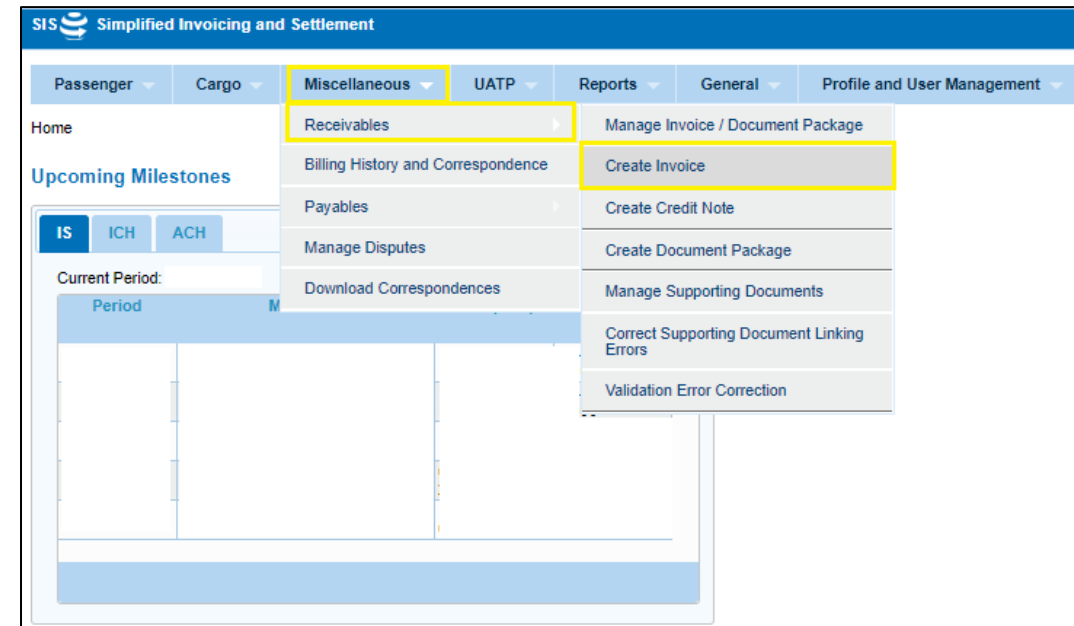 SIS Simplified Invoicing and Settlement
Passenger Cargo Miscellaneous UATP Reports General Profile and User Management
Home
Upcoming Milestones
IS ICH ACH
Current Period:
Period
Receivables
Billing History and Correspondence
Payables
Manage Disputes
Download Correspondences
Manage Invoice / Document Package
Create Invoice
Create Credit Note
Create Document Package
Manage Supporting Documents
Correct Supporting Document Linking
Errors
Validation Error Correction